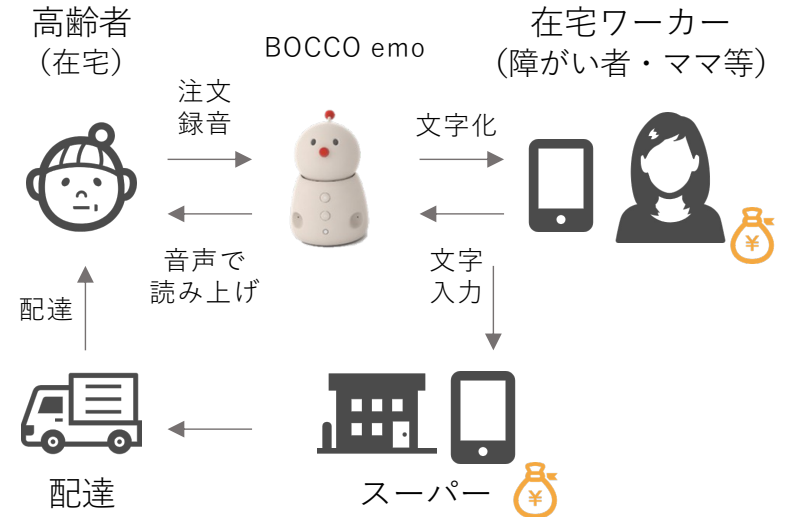 高齢者
（在宅）
BOCCO emo
在宅ワーカー
（障がい者・ママ等）
注文
録音
文字化
音声で
読み上げ
文字
入力
配達
配達
スーパー
¥
¥